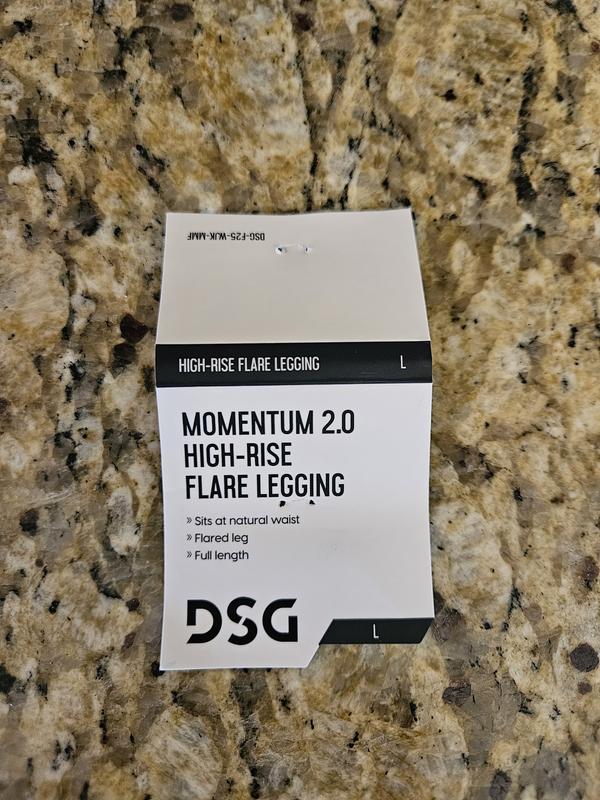 DSG-F25-WJK-MMF
HIGH-RISE FLARE LEGGING L
MOMENTUM 2.0
HIGH-RISE
FLARE LEGGING
» Sits at natural waist
» Flared leg
» Full length
DSG
L